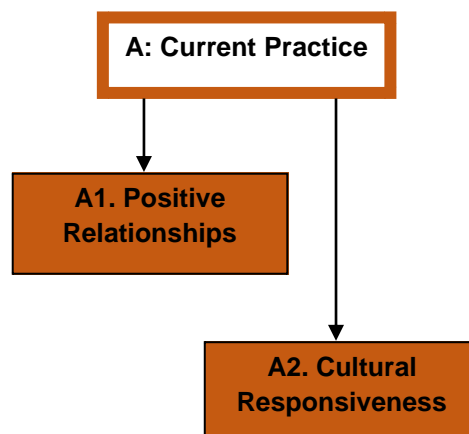 A: Current Practice
A1. Positive
Relationships
A2. Cultural
Responsiveness